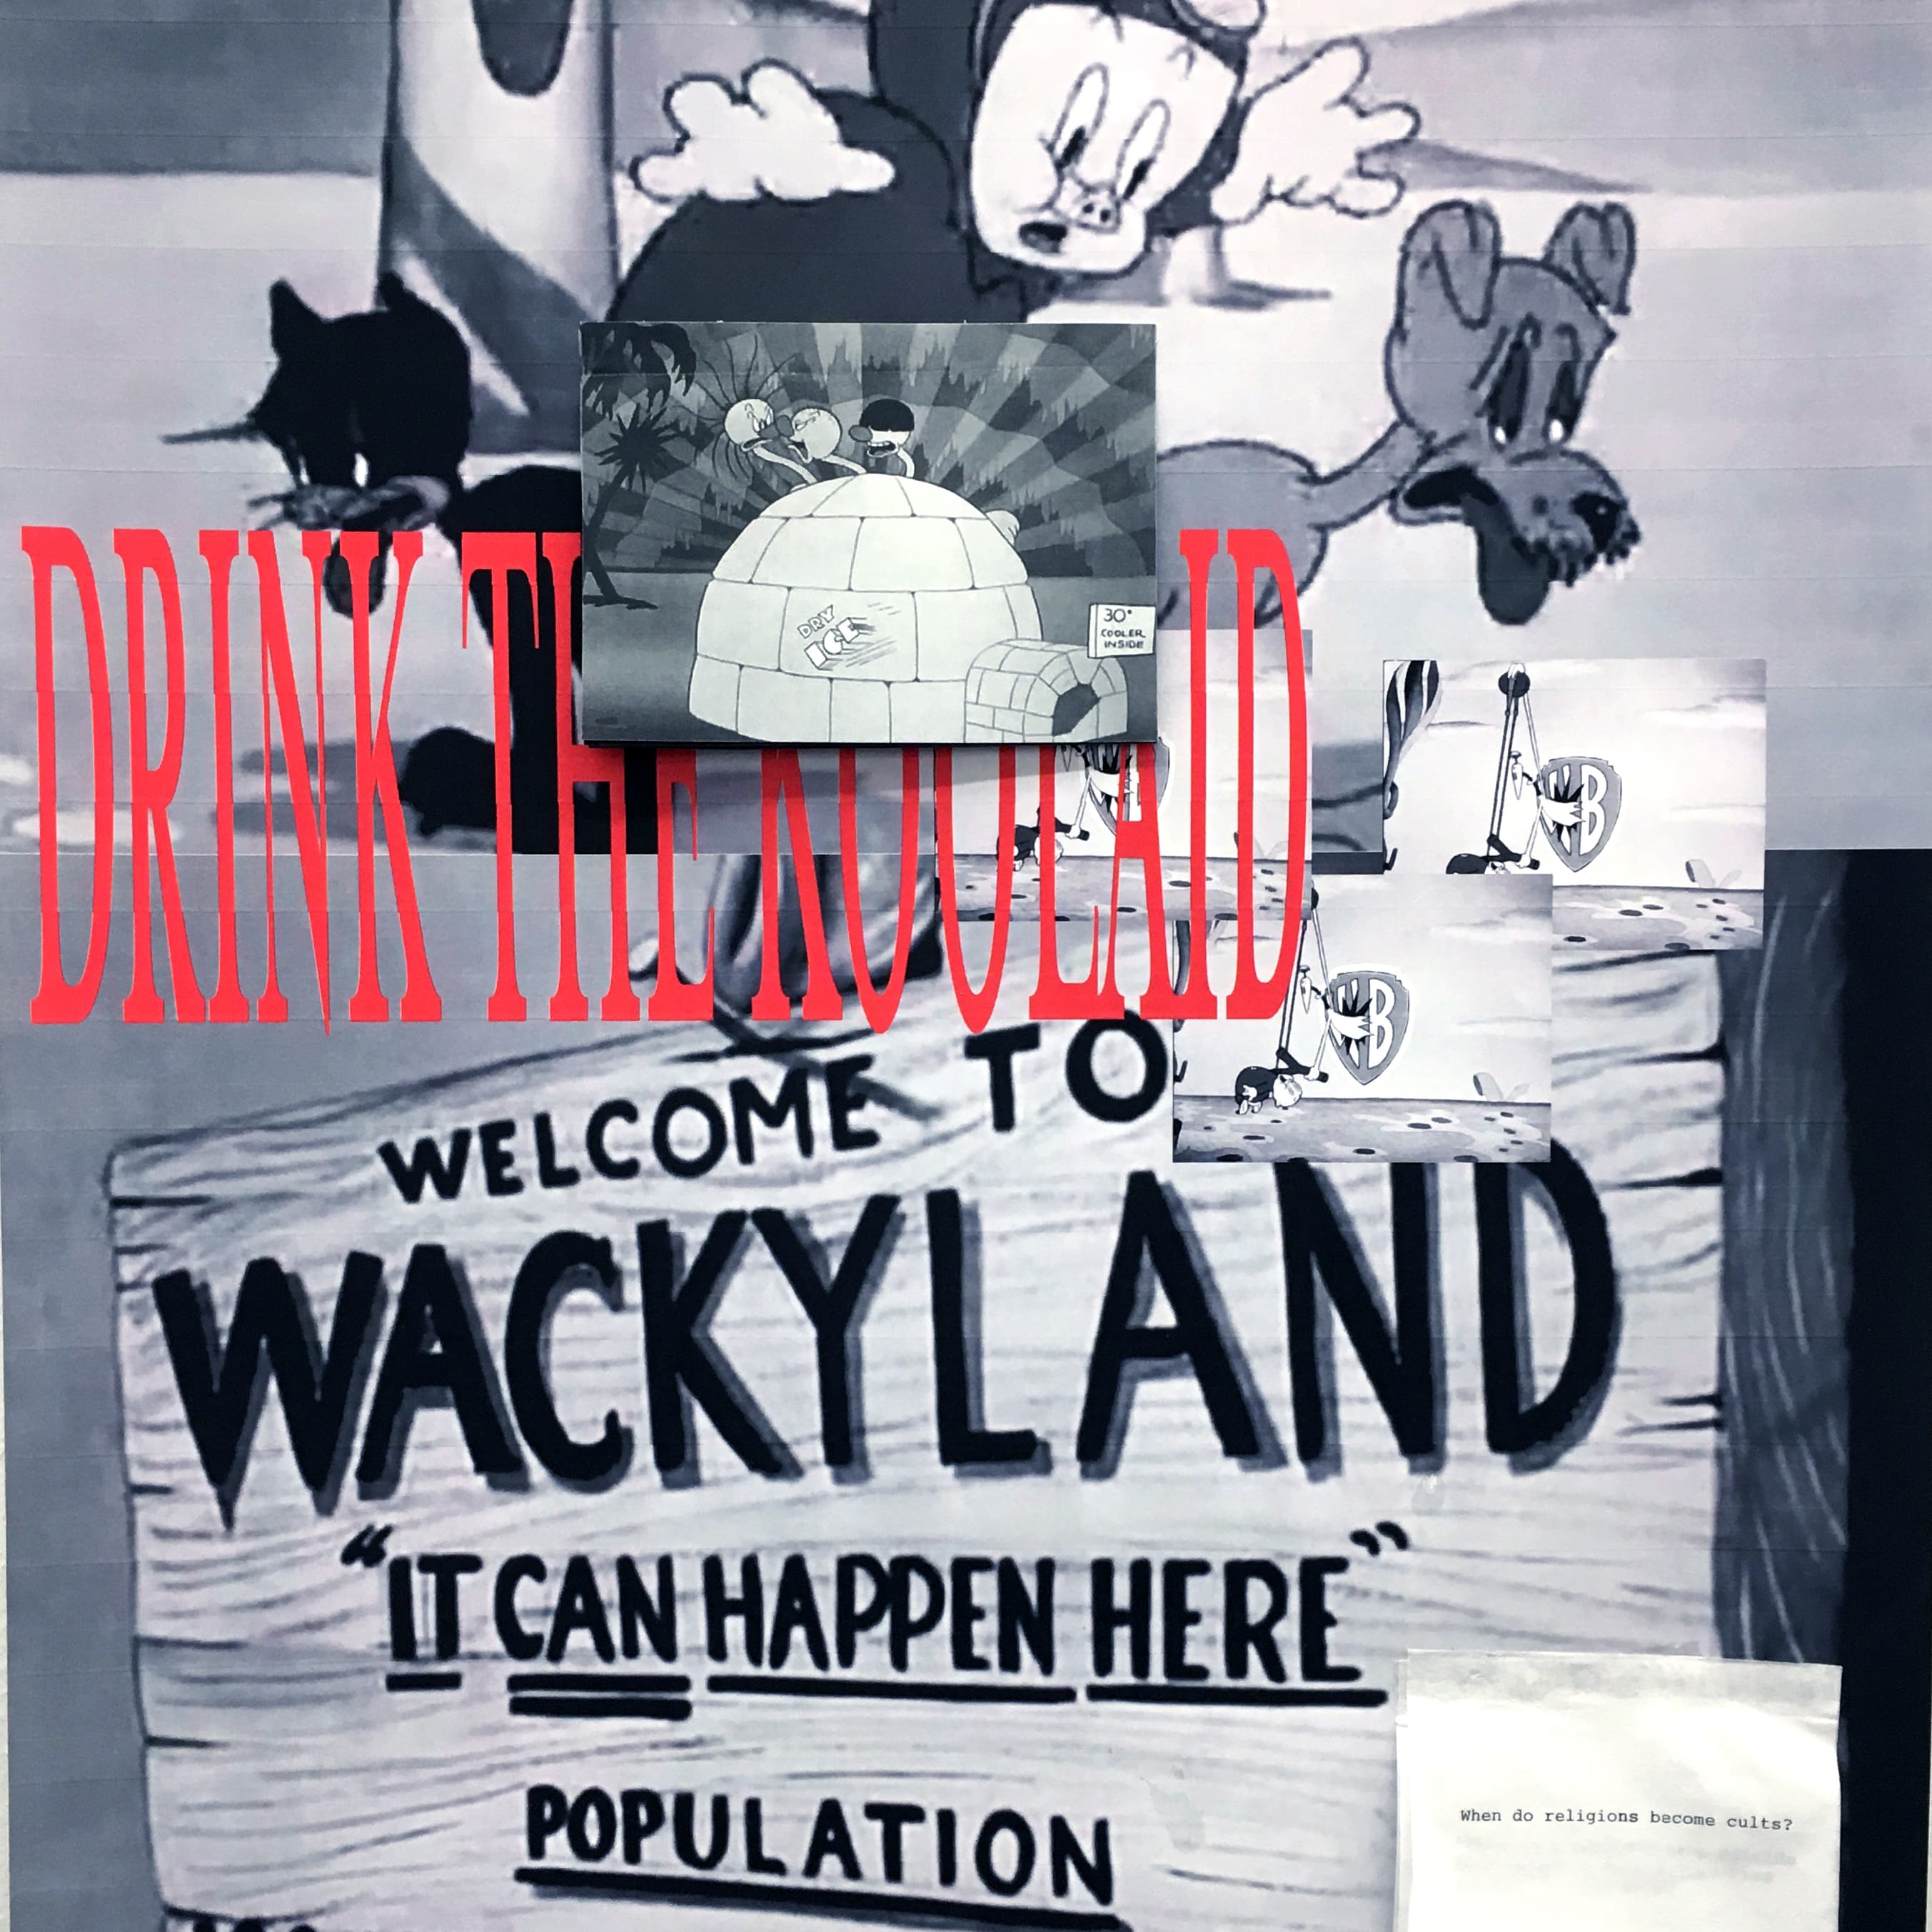 DRINK THE KOOLAID
DRY
ICE
30°
COOLER
INSIDE
WB
WB
WELCOME TO
WACKYLAND
"IT CAN HAPPEN HERE"
POPULATION
When do religions become cults?